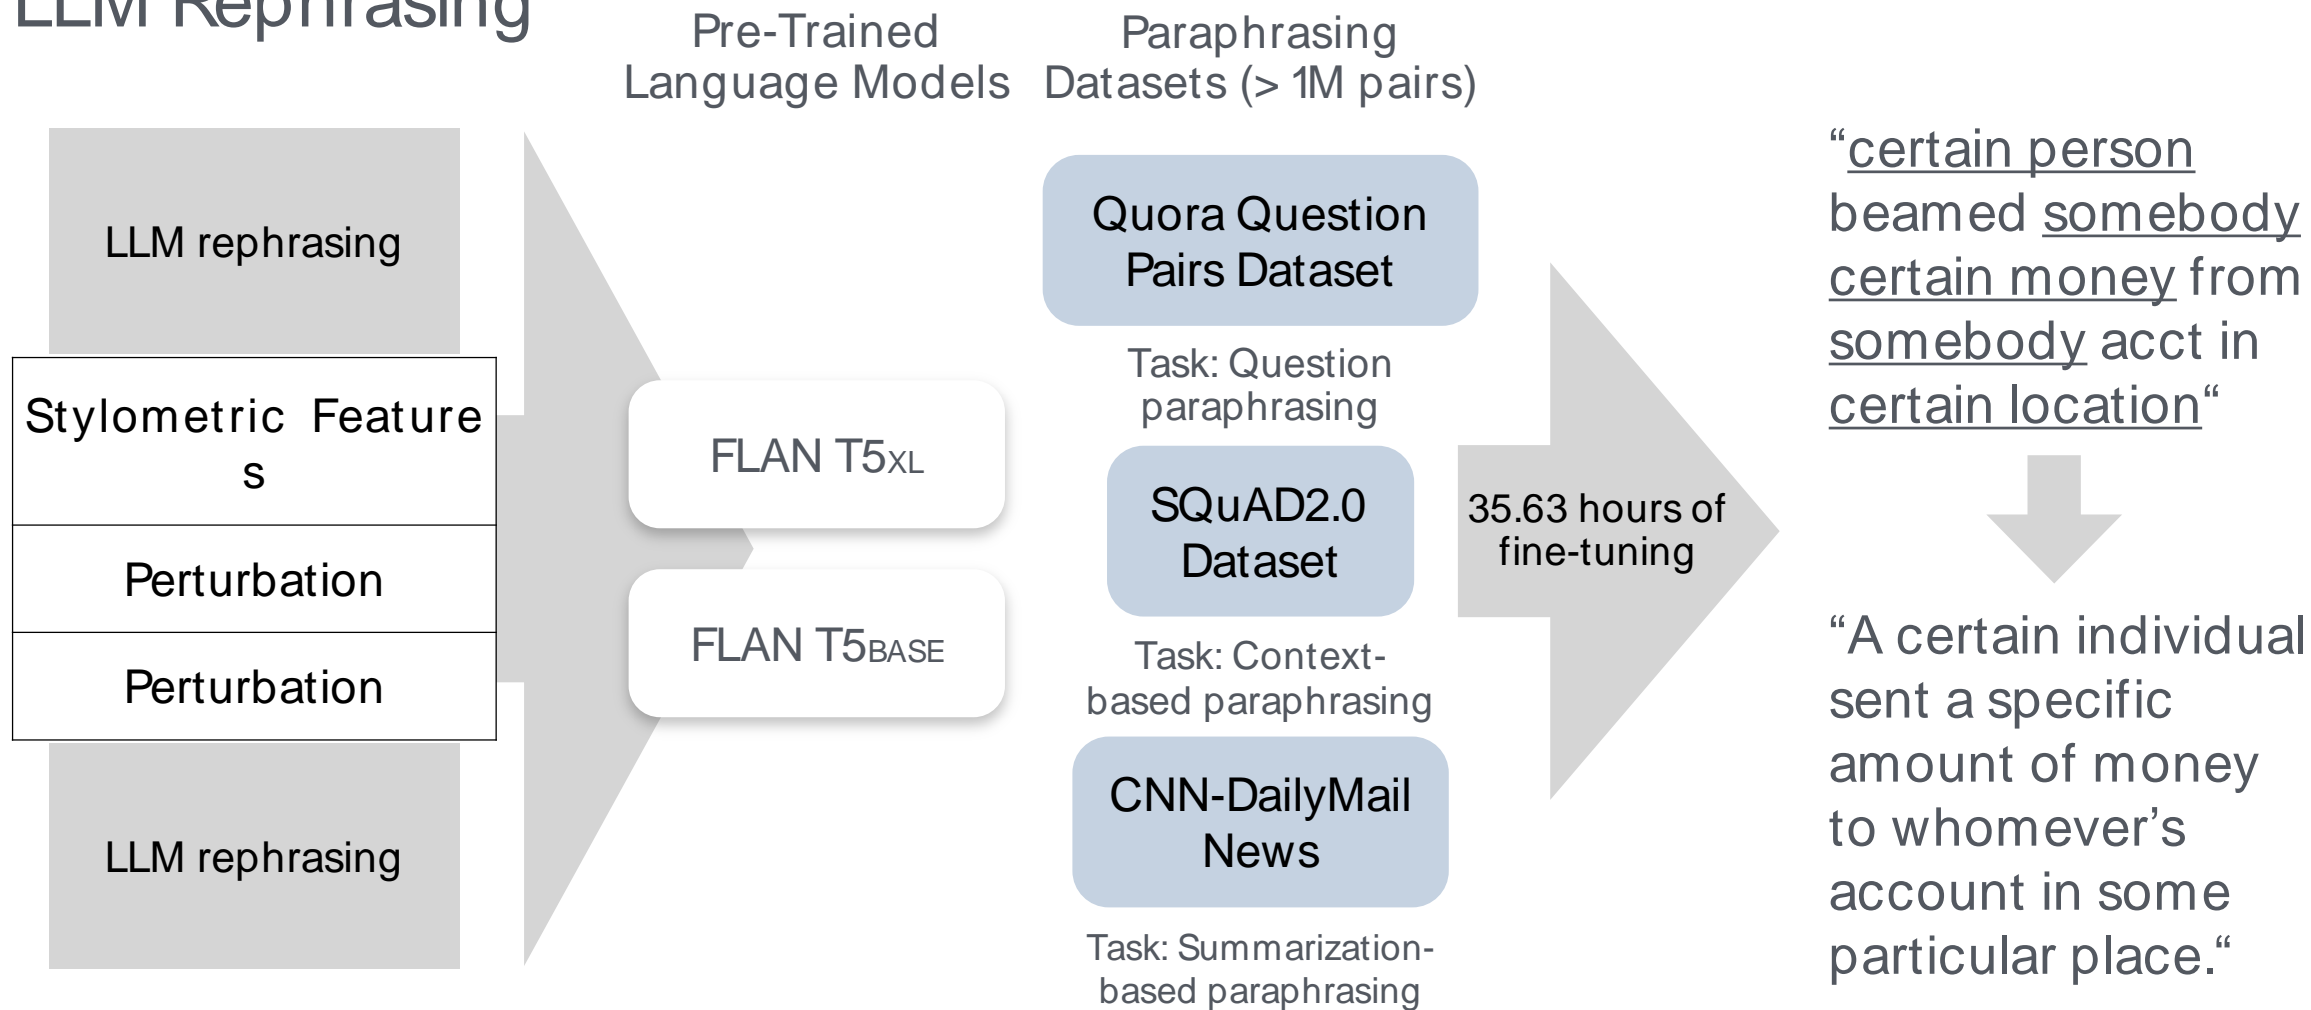 LLM Rephrasing
Pre-Trained
Language Models
Paraphrasing
Datasets (> 1M pairs)
LLM rephrasing
Stylometric Feature
s
Perturbation
Perturbation
LLM rephrasing
FLAN T5XL
FLAN T5BASE
Quora Question
Pairs Dataset
Task: Question
paraphrasing
SQuAD2.0
Dataset
Task: Context-
based paraphrasing
CNN-DailyMail
News
Task: Summarization-
based paraphrasing
35.63 hours of
fine-tuning
“certain person
beamed somebody
certain money from
somebody acct in
certain location“
“A certain individual
sent a specific
amount of money
to whomever’s
account in some
particular place.“